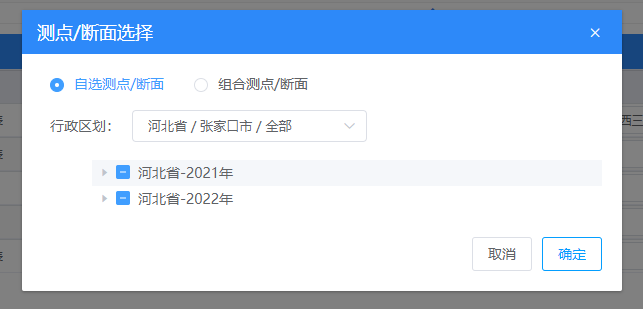 测点/断面选择
自选测点/断面 组合测点/断面
行政区划： 河北省 / 张家口市 / 全部
西三
河北省-2021年
河北省-2022年
取消 确定